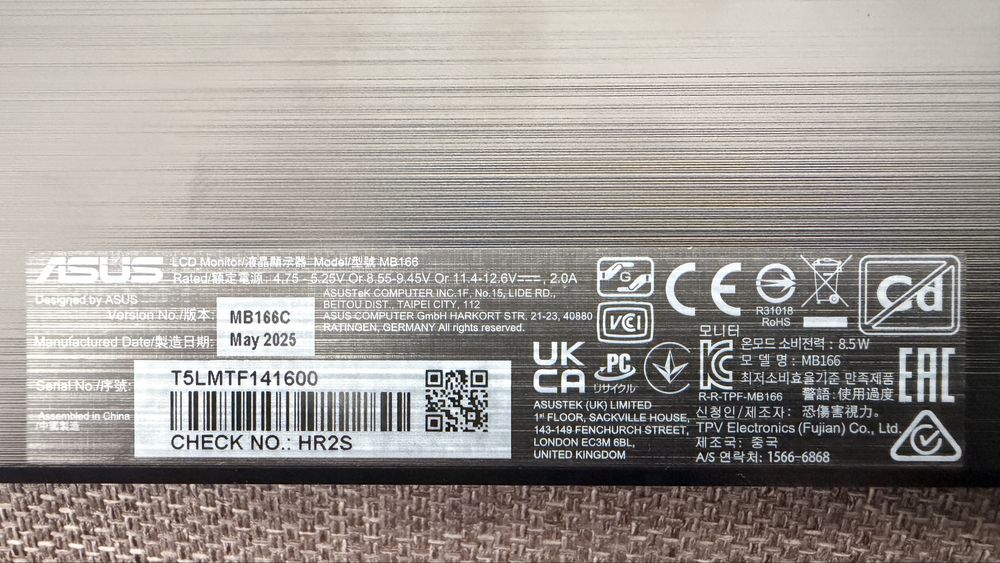 ASUS
LCD Monitor/液晶顯示器 Model/型號 MB166
Rated/額定電源: 4.75 - 5.25V Or 8.55-9.45V Or 11.4-12.6V⎓, 2.0A
Designed by ASUS
ASUSTeK COMPUTER INC.1F, No.15, LIDE RD.,
BEITOU DIST., TAIPEI CITY, 112
ASUS COMPUTER GmbH HARKORT STR. 21-23, 40880
RATINGEN, GERMANY All rights reserved.
Version No./版本:
MB166C
Manufactured Date/製造日期:
May 2025
Serial No./序號:
T5LMTF141600
CHECK NO.: HR2S
Assembled in China
/中國製造
G
VCI
UK
CA
PC
リサイクル
ASUSTEK (UK) LIMITED
1st FLOOR, SACKVILLE HOUSE,
143-149 FENCHURCH STREET,
LONDON EC3M 6BL,
UNITED KINGDOM
CE
R31018
RoHS
Cd
모니터
온모드 소비전력 : 8.5W
모 델 명 : MB166
최저소비효율기준 만족제품
R-R-TPF-MB166
警語: 使用過度
恐傷害視力。
신청인 / 제조자:
TPV Electronics (Fujian) Co., Ltd.
제조국: 중국
A/S 연락처: 1566-6868
EAC